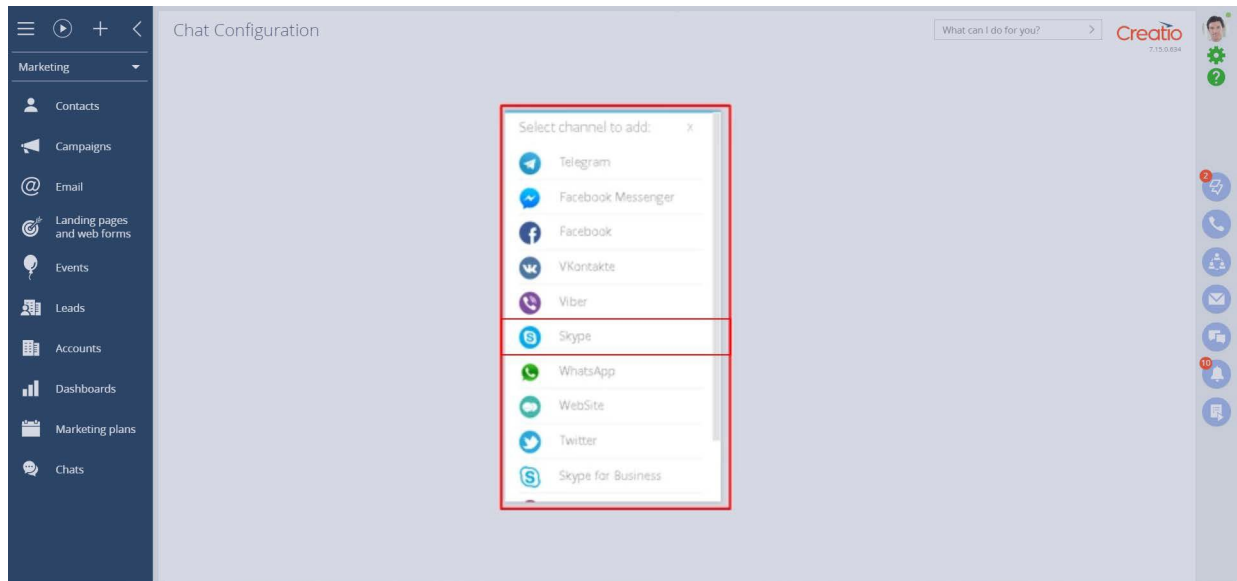 Chat Configuration
What can I do for you?
Creatio
7.15.0.634
Marketing
Contacts
Campaigns
Email
Landing pages
and web forms
Events
Leads
Accounts
Dashboards
Marketing plans
Chats
Select channel to add:
x
Telegram
Facebook Messenger
Facebook
VKontakte
Viber
Skype
WhatsApp
WebSite
Twitter
Skype for Business
2
10